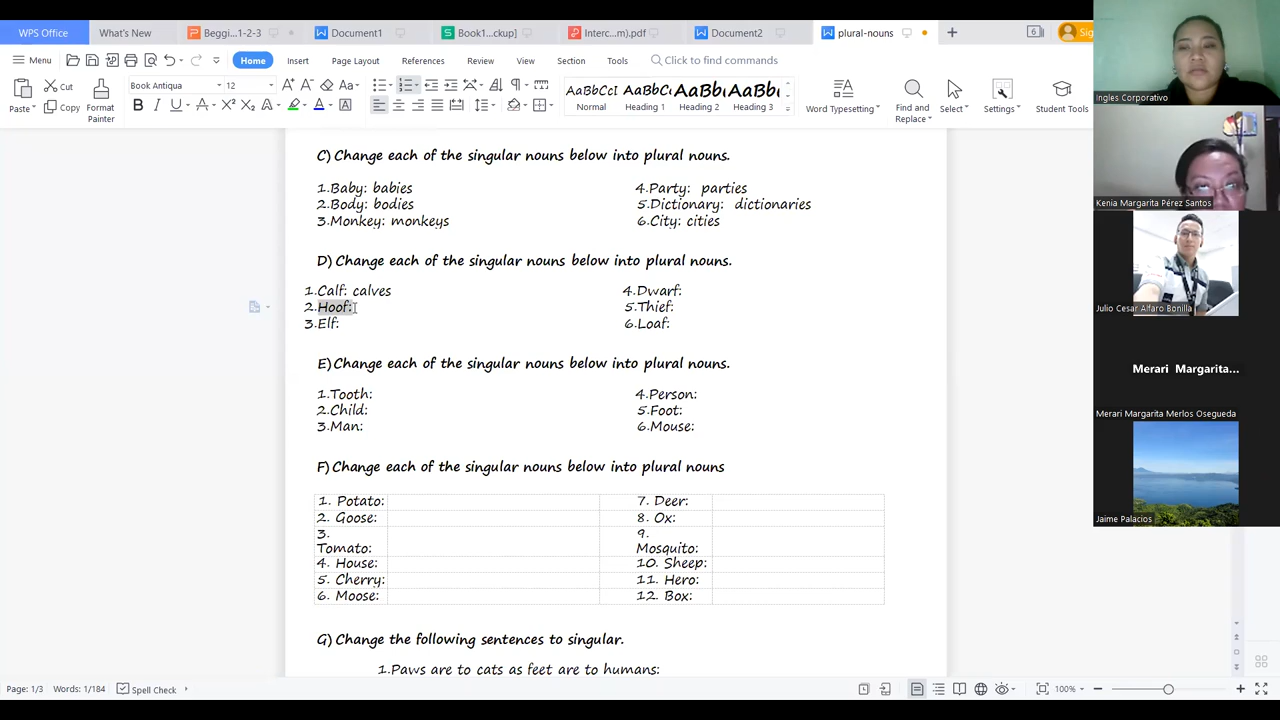 WPS Office
What's New
Beggi...-1-2-3
Document1
Book1...ckup]
Interc...m).pdf
Document2
plural-nouns
Menu
Home
Insert
Page Layout
References
Review
View
Section
Tools
Click to find commands
Paste
Cut
Copy
Format Painter
Book Antiqua
12
AaBbCcI
AaBb
AaBb(
AaBb(
Normal
Heading 1
Heading 2
Heading 3
Word Typesetting
Find and Replace
Select
Settings
Student Tools
C) Change each of the singular nouns below into plural nouns.
1.Baby: babies
4.Party: parties
2.Body: bodies
5.Dictionary: dictionaries
3.Monkey: monkeys
6.City: cities
D) Change each of the singular nouns below into plural nouns.
1.Calf: calves
4.Dwarf:
2.Hoof:
5.Thief:
3.Elf:
6.Loaf:
E) Change each of the singular nouns below into plural nouns.
1.Tooth:
4.Person:
2.Child:
5.Foot:
3.Man:
6.Mouse:
F) Change each of the singular nouns below into plural nouns
1. Potato:
7. Deer:
2. Goose:
8. Ox:
3. Tomato:
9. Mosquito:
4. House:
10. Sheep:
5. Cherry:
11. Hero:
6. Moose:
12. Box:
G) Change the following sentences to singular.
1.Paws are to cats as feet are to humans:
Page: 1/3
Words: 1/184
Spell Check
100%
Ingles Corporativo
Kenia Margarita Pérez Santos
Julio Cesar Alfaro Bonilla
Merari Margarita...
Merari Margarita Merlos Osegueda
Jaime Palacios